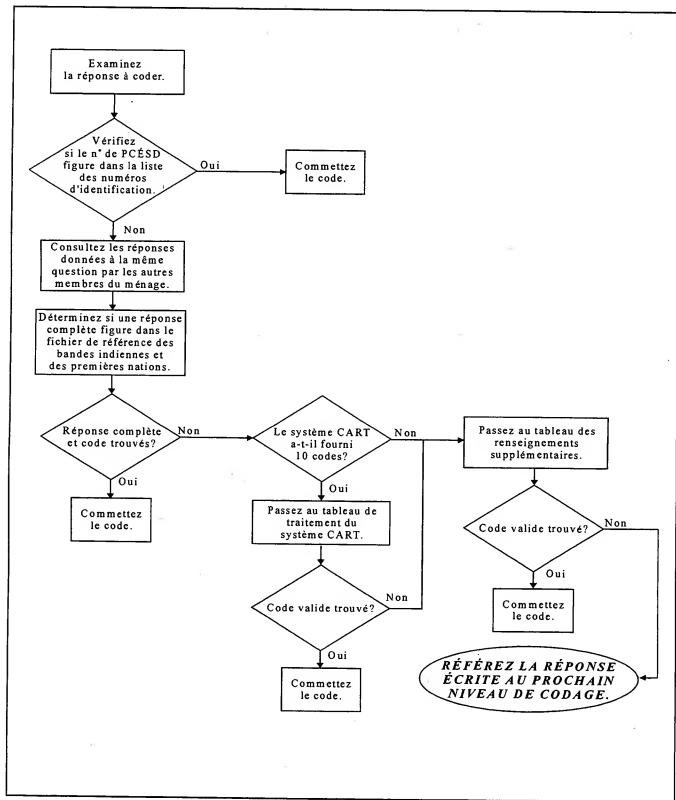 Examinez
la réponse à coder.
Vérifiez
si le n° de PCÉSD
figure dans la liste
des numéros
d'identification.
Oui
Commettez
le code.
Non
Consultez les réponses
données à la même
question par les autres
membres du ménage.
Déterminez si une réponse
complète figure dans le
fichier de référence des
bandes indiennes et
des premières nations.
Réponse complète
et code trouvés?
Non
Le système CART
a-t-il fourni
10 codes?
Non
Passez au tableau des
renseignements
supplémentaires.
Oui
Commettez
le code.
Oui
Passez au tableau de
traitement du
système CART.
Code valide trouvé?
Non
Code valide trouvé?
Non
Oui
Commettez
le code.
Oui
Commettez
le code.
RÉFÉREZ LA RÉPONSE
ÉCRITE AU PROCHAIN
NIVEAU DE CODAGE.